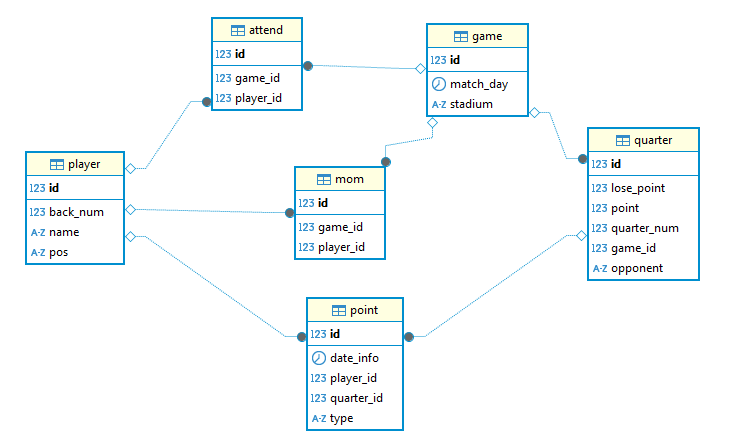 attend
123 id
123 game_id
123 player_id
game
123 id
match_day
A-Z stadium
player
123 id
123 back_num
A-Z name
A-Z pos
mom
123 id
123 game_id
123 player_id
quarter
123 id
123 lose_point
123 point
123 quarter_num
123 game_id
A-Z opponent
point
123 id
date_info
123 player_id
123 quarter_id
A-Z type